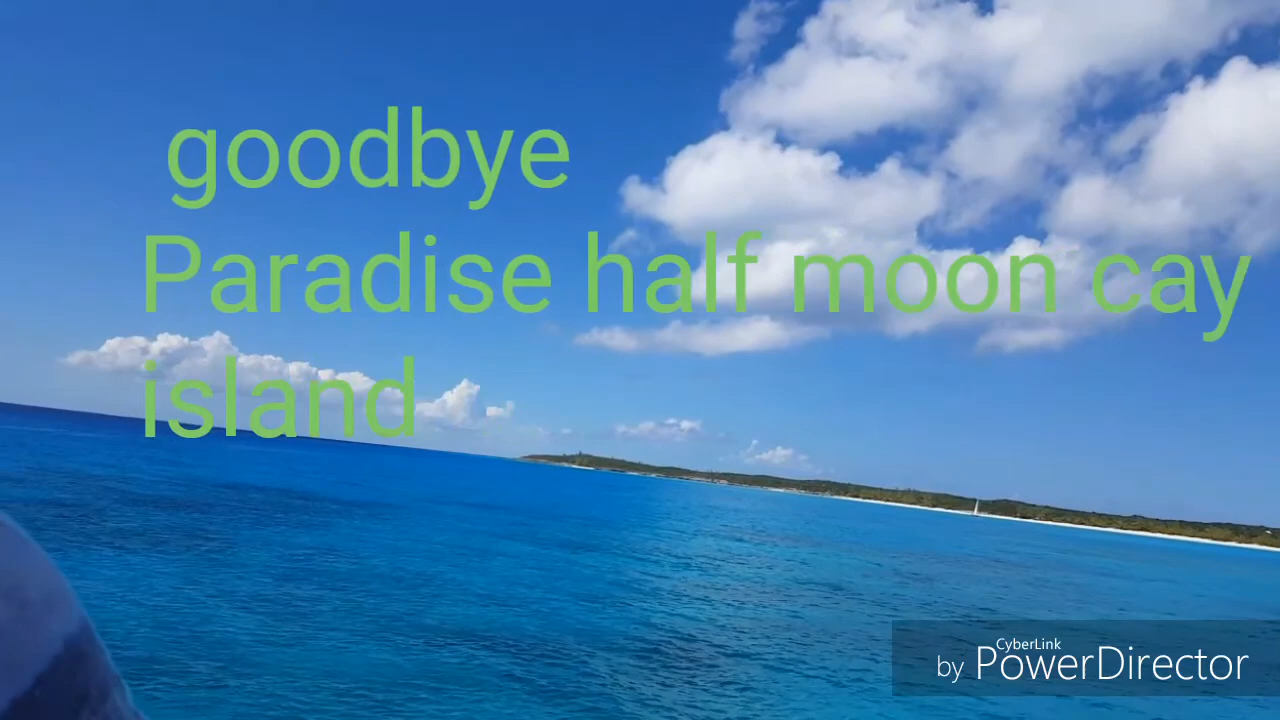 goodbye
Paradise half moon cay
island
CyberLink
by PowerDirector